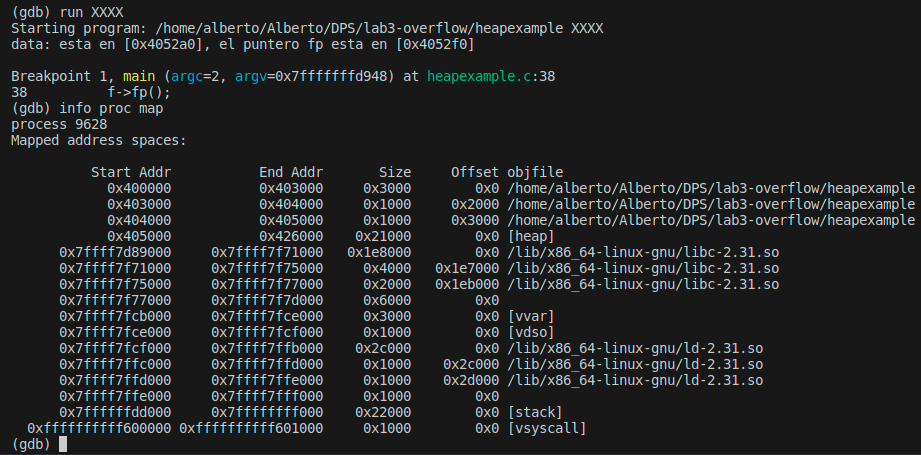 (gdb) run XXXX
Starting program: /home/alberto/Alberto/DPS/lab3-overflow/heapexample XXXX
data: esta en [0x4052a0], el puntero fp esta en [0x4052f0]
Breakpoint 1, main (argc=2, argv=0x7fffffffd948) at heapexample.c:38
38 f->fp();
(gdb) info proc map
process 9628
Mapped address spaces:
Start Addr End Addr Size Offset objfile
0x400000 0x403000 0x3000 0x0 /home/alberto/Alberto/DPS/lab3-overflow/heapexample
0x403000 0x404000 0x1000 0x2000 /home/alberto/Alberto/DPS/lab3-overflow/heapexample
0x404000 0x405000 0x1000 0x3000 /home/alberto/Alberto/DPS/lab3-overflow/heapexample
0x405000 0x426000 0x21000 0x0 [heap]
0x7ffff7d89000 0x7ffff7f71000 0x1e8000 0x0 /lib/x86_64-linux-gnu/libc-2.31.so
0x7ffff7f71000 0x7ffff7f75000 0x4000 0x1e7000 /lib/x86_64-linux-gnu/libc-2.31.so
0x7ffff7f75000 0x7ffff7f77000 0x2000 0x1eb000 /lib/x86_64-linux-gnu/libc-2.31.so
0x7ffff7f77000 0x7ffff7f7d000 0x6000 0x0
0x7ffff7fcb000 0x7ffff7fce000 0x3000 0x0 [vvar]
0x7ffff7fce000 0x7ffff7fcf000 0x1000 0x0 [vdso]
0x7ffff7fcf000 0x7ffff7ffb000 0x2c000 0x0 /lib/x86_64-linux-gnu/ld-2.31.so
0x7ffff7ffc000 0x7ffff7ffd000 0x1000 0x2c000 /lib/x86_64-linux-gnu/ld-2.31.so
0x7ffff7ffd000 0x7ffff7ffe000 0x1000 0x2d000 /lib/x86_64-linux-gnu/ld-2.31.so
0x7ffff7ffe000 0x7ffff7fff000 0x1000 0x0
0x7ffffffdd000 0x7ffffffff000 0x22000 0x0 [stack]
0xffffffffff600000 0xffffffffff601000 0x1000 0x0 [vsyscall]
(gdb)